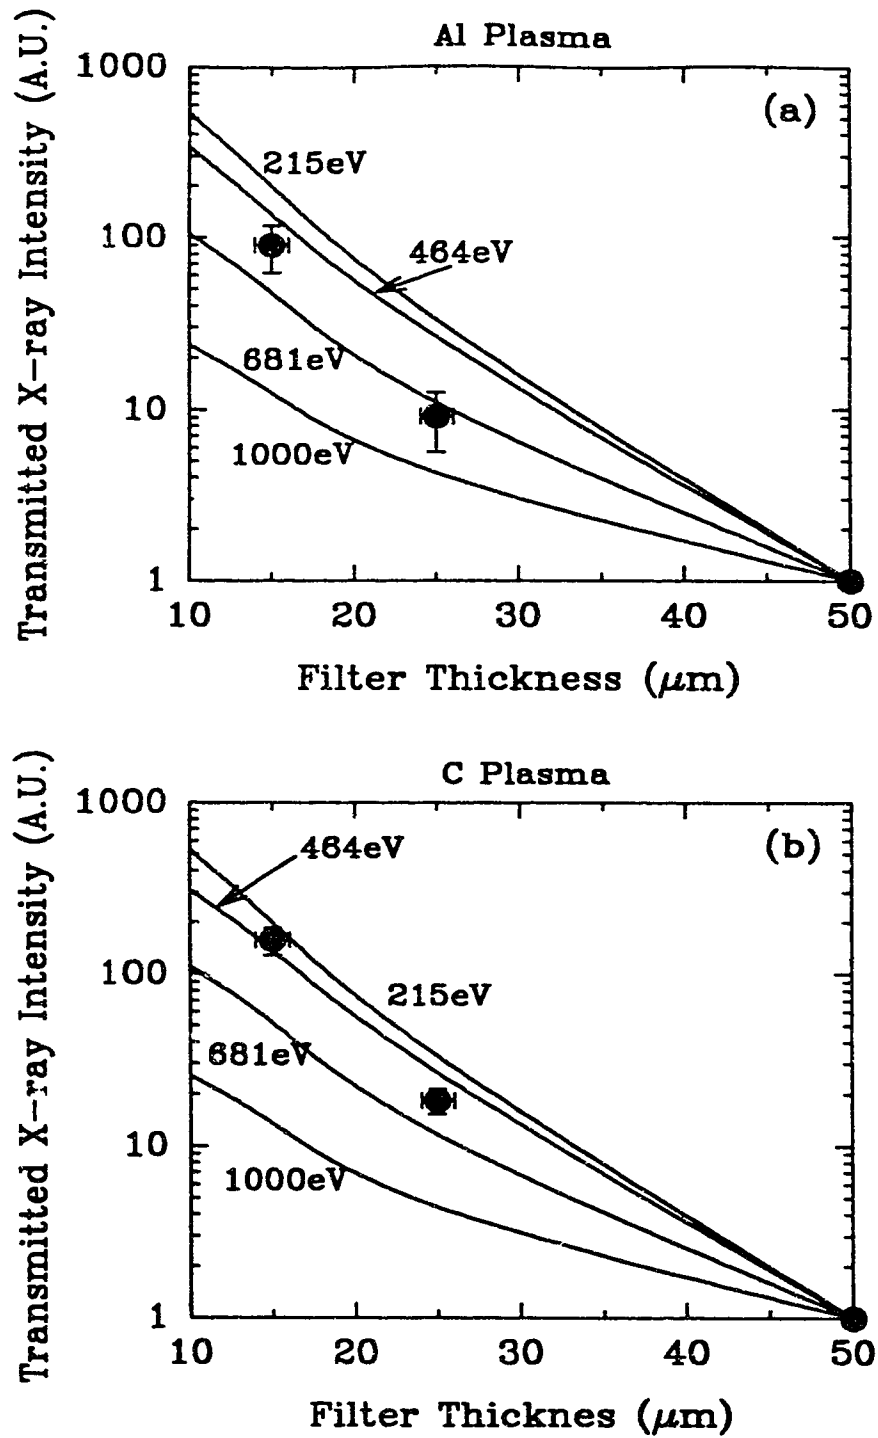 Al Plasma
Transmitted X-ray Intensity (A.U.)
1000
100
10
1
(a)
215eV
464eV
681eV
1000eV
10 20 30 40 50
Filter Thickness (μm)
C Plasma
Transmitted X-ray Intensity (A.U.)
1000
100
10
1
(b)
464eV
215eV
681eV
1000eV
10 20 30 40 50
Filter Thicknes (μm)